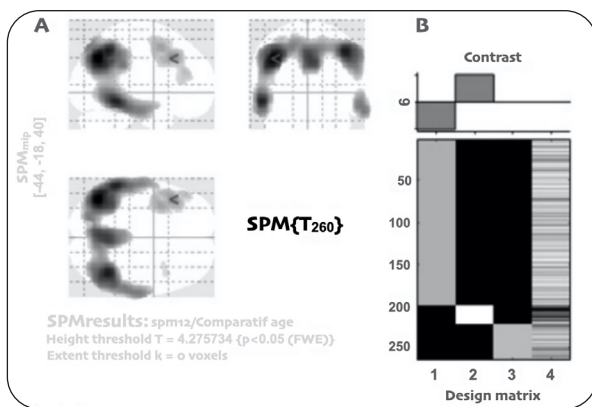 A
B
Contrast
6
SPMmip
[-44, -18, 40]
<
<
<
SPM{T260}
50
100
150
200
250
1 2 3 4
Design matrix
SPMresults: spm12/Comparatif age
Height threshold T = 4.275734 {p<0.05 (FWE)}
Extent threshold k = 0 voxels